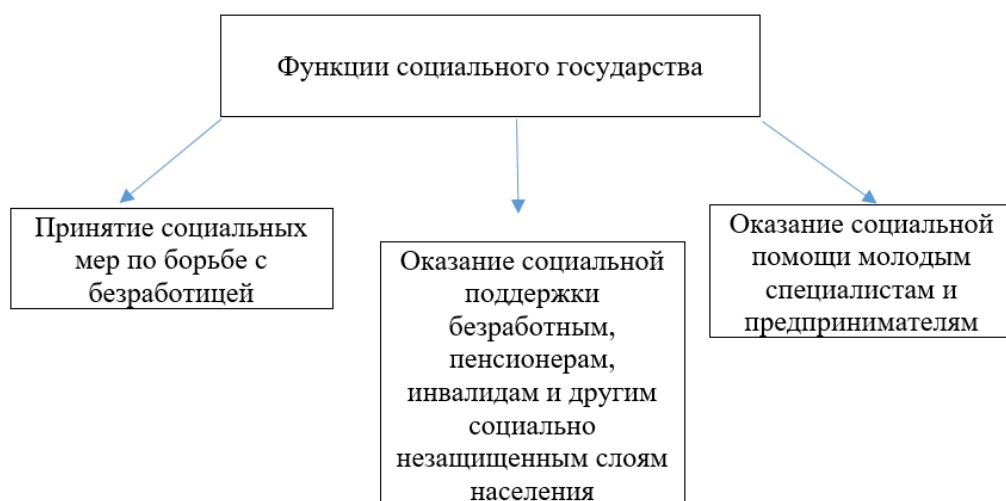 Функции социального государства
Принятие социальных
мер по борьбе с
безработицей
Оказание социальной
поддержки
безработным,
пенсионерам,
инвалидам и другим
социально
незащищенным слоям
населения
Оказание социальной
помощи молодым
специалистам и
предпринимателям